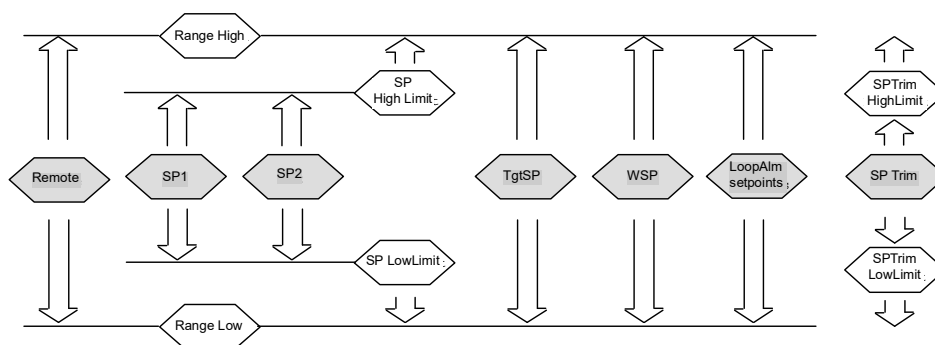 Range High
SP
High Limit
SPTrim
HighLimit
Remote
SP1
SP2
TgtSP
WSP
LoopAlm
setpoints
SP Trim
SP LowLimit
SPTrim
LowLimit
Range Low